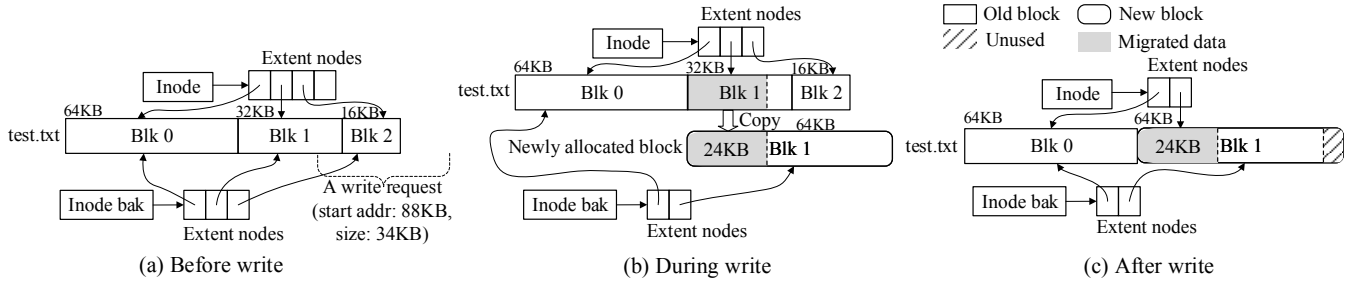 Extent nodes
Inode
64KB
32KB
16KB
test.txt
Blk 0
Blk 1
Blk 2
Inode bak
Extent nodes
A write request
(start addr: 88KB,
size: 34KB)
(a) Before write
Extent nodes
Inode
64KB
32KB
16KB
test.txt
Blk 0
Blk 1
Blk 2
Copy
64KB
Newly allocated block
24KB
Blk 1
Inode bak
Extent nodes
(b) During write
Old block
New block
Unused
Migrated data
Extent nodes
Inode
64KB
64KB
test.txt
Blk 0
24KB
Blk 1
Inode bak
Extent nodes
(c) After write